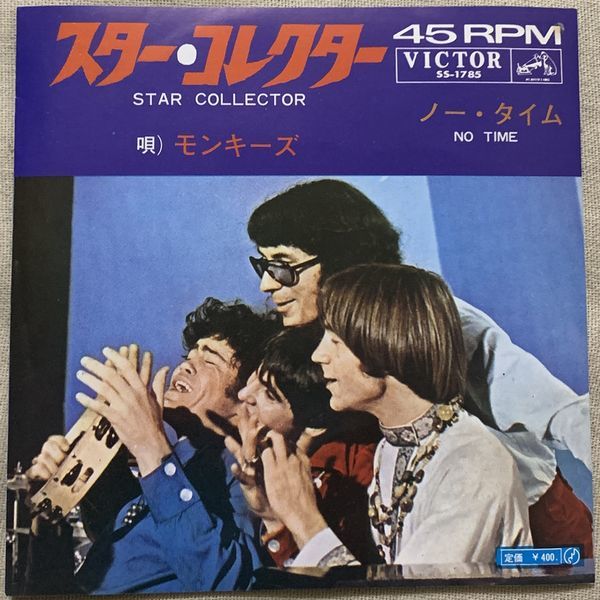 スター・コレクター
STAR COLLECTOR
唄) モンキーズ
45 RPM
VICTOR
SS-1785
ノー・タイム
NO TIME
定価 ¥400.